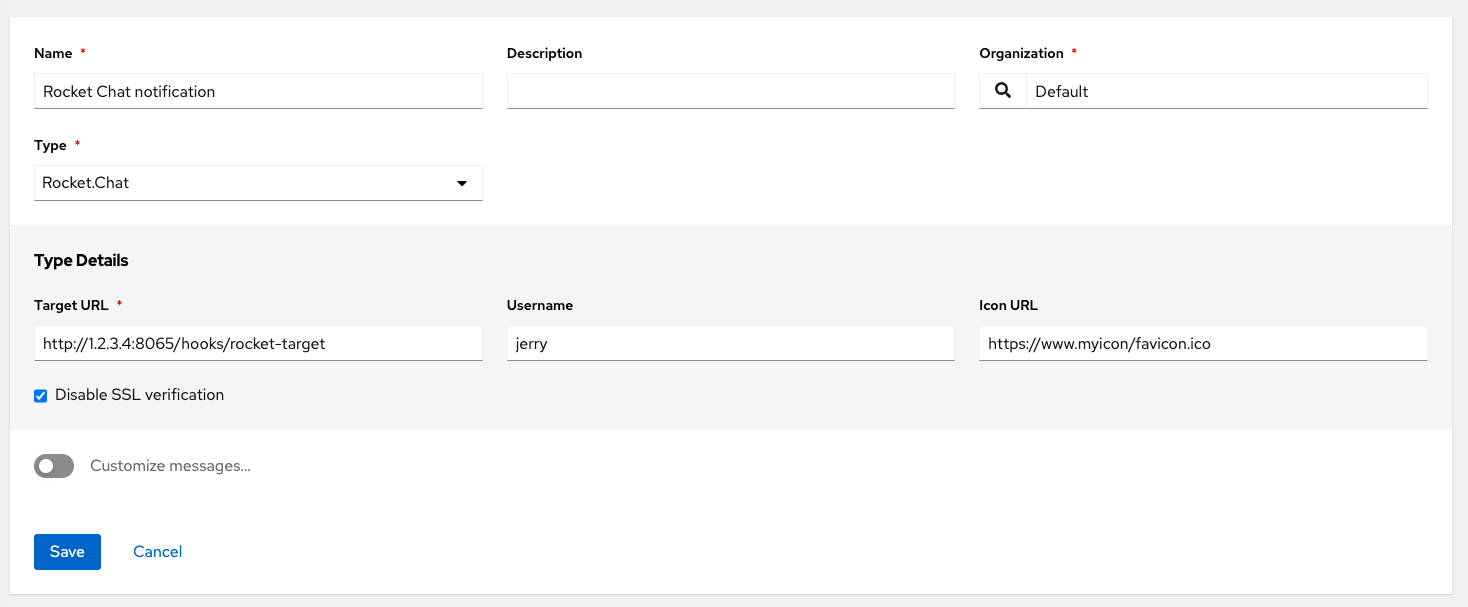 Name *
Description
Organization *
Rocket Chat notification
Default
Type *
Rocket.Chat
Type Details
Target URL *
Username
Icon URL
http://1.2.3.4:8065/hooks/rocket-target
jerry
https://www.myicon/favicon.ico
Disable SSL verification
Customize messages...
Save
Cancel